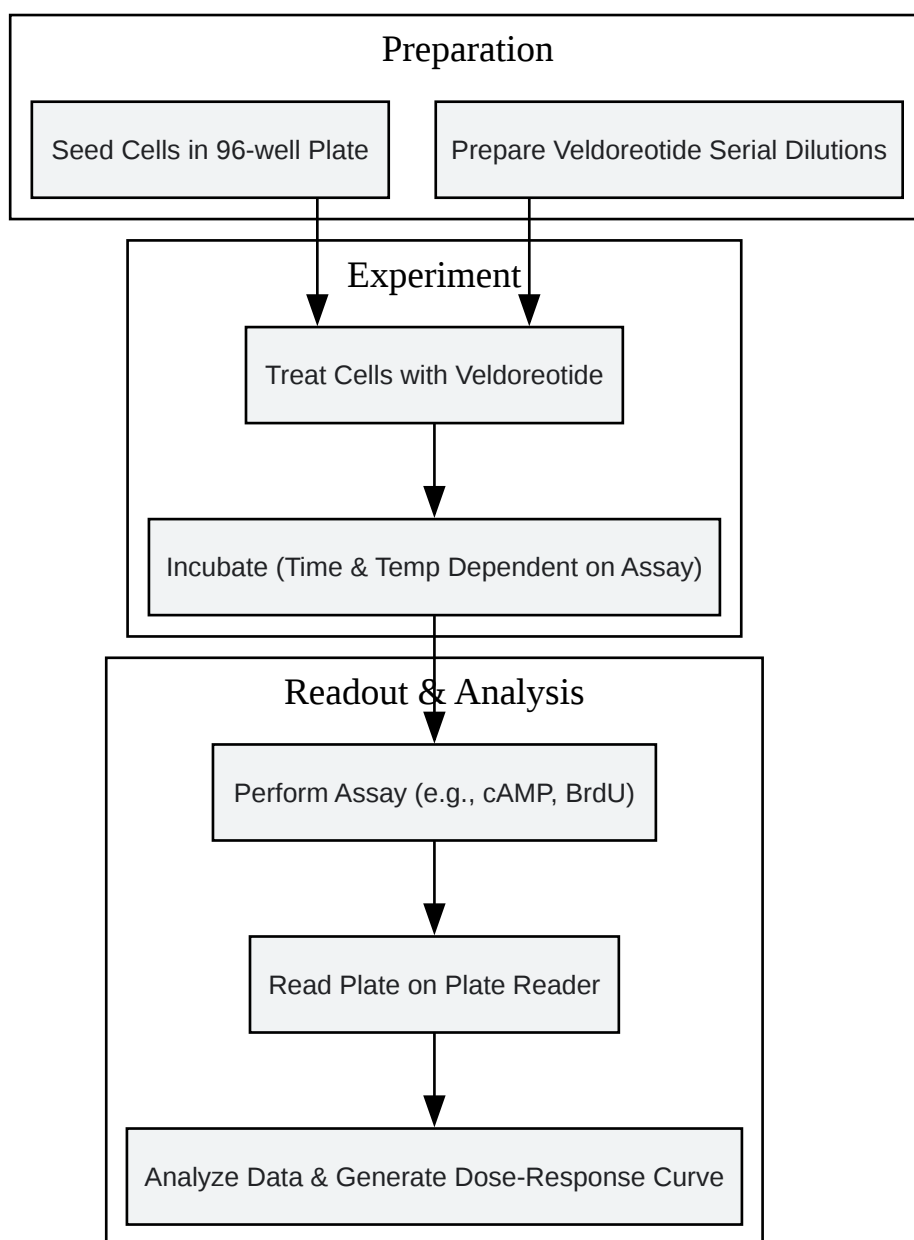 Preparation
Seed Cells in 96-well Plate
Prepare Veldoreotide Serial Dilutions
Experiment
Treat Cells with Veldoreotide
Incubate (Time & Temp Dependent on Assay)
Readout & Analysis
Perform Assay (e.g., cAMP, BrdU)
Read Plate on Plate Reader
Analyze Data & Generate Dose-Response Curve